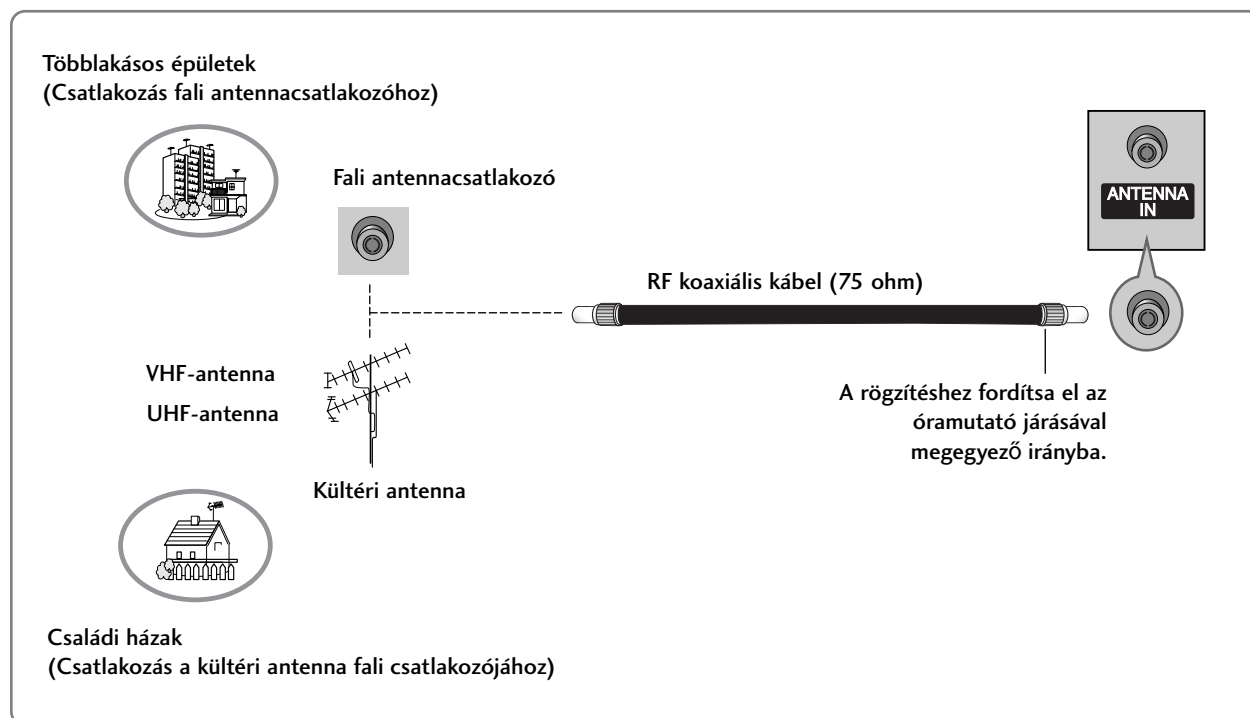 Többlakásos épületek
(Csatlakozás fali antennacsatlakozóhoz)
Fali antennacsatlakozó
ANTENNA
IN
RF koaxiális kábel (75 ohm)
VHF-antenna
UHF-antenna
A rögzítéshez fordítsa el az
óramutató járásával
megegyező irányba.
Kültéri antenna
Családi házak
(Csatlakozás a kültéri antenna fali csatlakozójához)